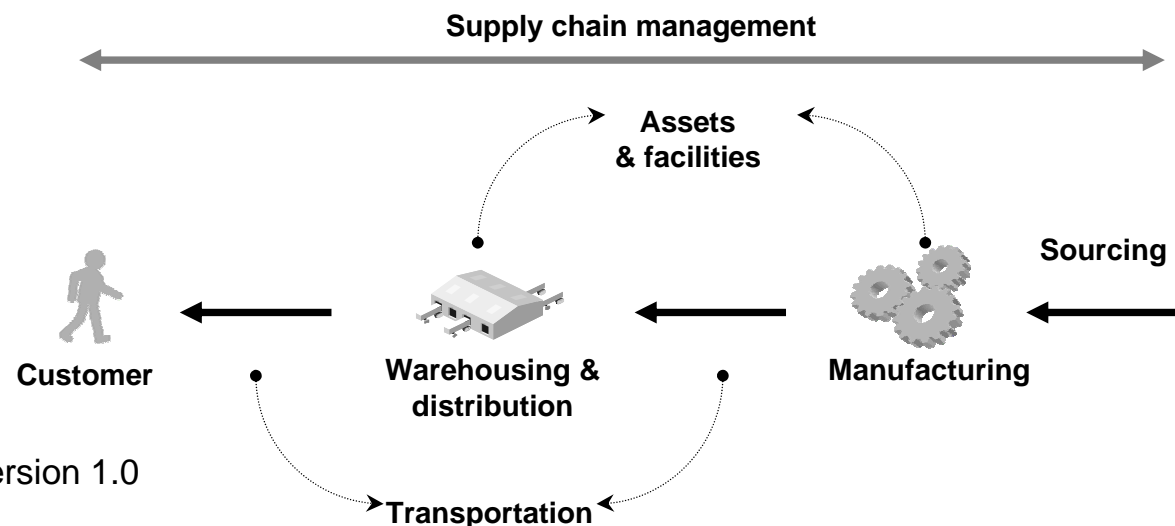 Supply chain management
Assets
& facilities
Sourcing
Customer
Warehousing &
distribution
Manufacturing
ersion 1.0
Transportation